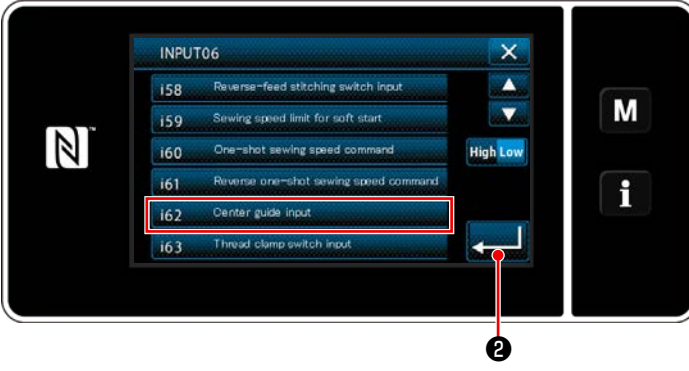 INPUT06
i58 Reverse-feed stitching switch input
i59 Sewing speed limit for soft start
i60 One-shot sewing speed command
High Low
i61 Reverse one-shot sewing speed command
i62 Center guide input
i63 Thread clamp switch input
M
i
❷